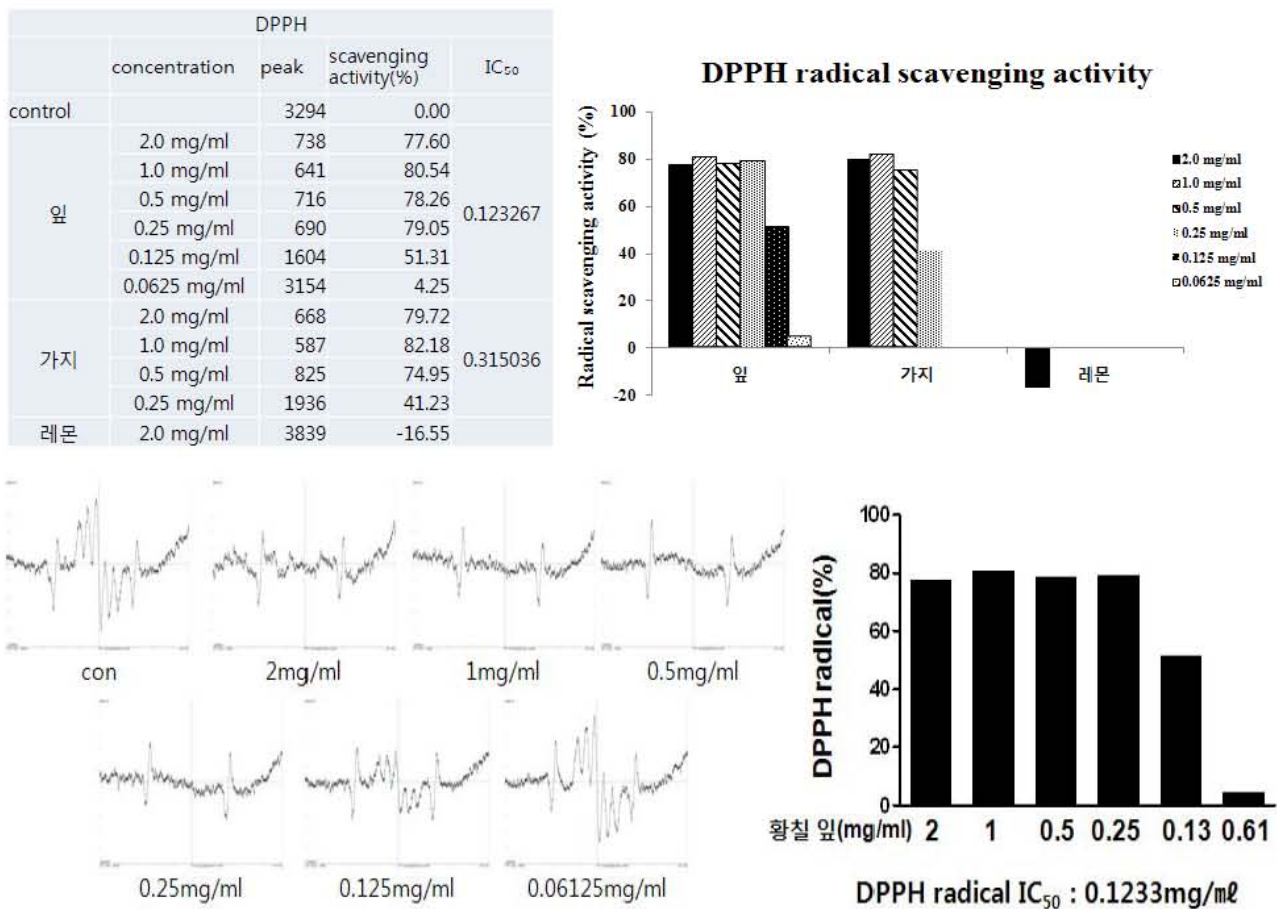 DPPH
concentration peak scavenging activity(%) IC₅₀
control 3294 0.00
잎 2.0 mg/ml 738 77.60 0.123267
1.0 mg/ml 641 80.54
0.5 mg/ml 716 78.26
0.25 mg/ml 690 79.05
0.125 mg/ml 1604 51.31
0.0625 mg/ml 3154 4.25
가지 2.0 mg/ml 668 79.72 0.315036
1.0 mg/ml 587 82.18
0.5 mg/ml 825 74.95
0.25 mg/ml 1936 41.23
레몬 2.0 mg/ml 3839 -16.55
DPPH radical scavenging activity
Radical scavenging activity (%)
100
80
60
40
20
0
-20
잎 가지 레몬
2.0 mg/ml
1.0 mg/ml
0.5 mg/ml
0.25 mg/ml
0.125 mg/ml
0.0625 mg/ml
con 2mg/ml 1mg/ml 0.5mg/ml
0.25mg/ml 0.125mg/ml 0.06125mg/ml
DPPH radical(%)
100
80
60
40
20
0
황칠 잎(mg/ml) 2 1 0.5 0.25 0.13 0.61
DPPH radical IC₅₀ : 0.1233mg/㎖